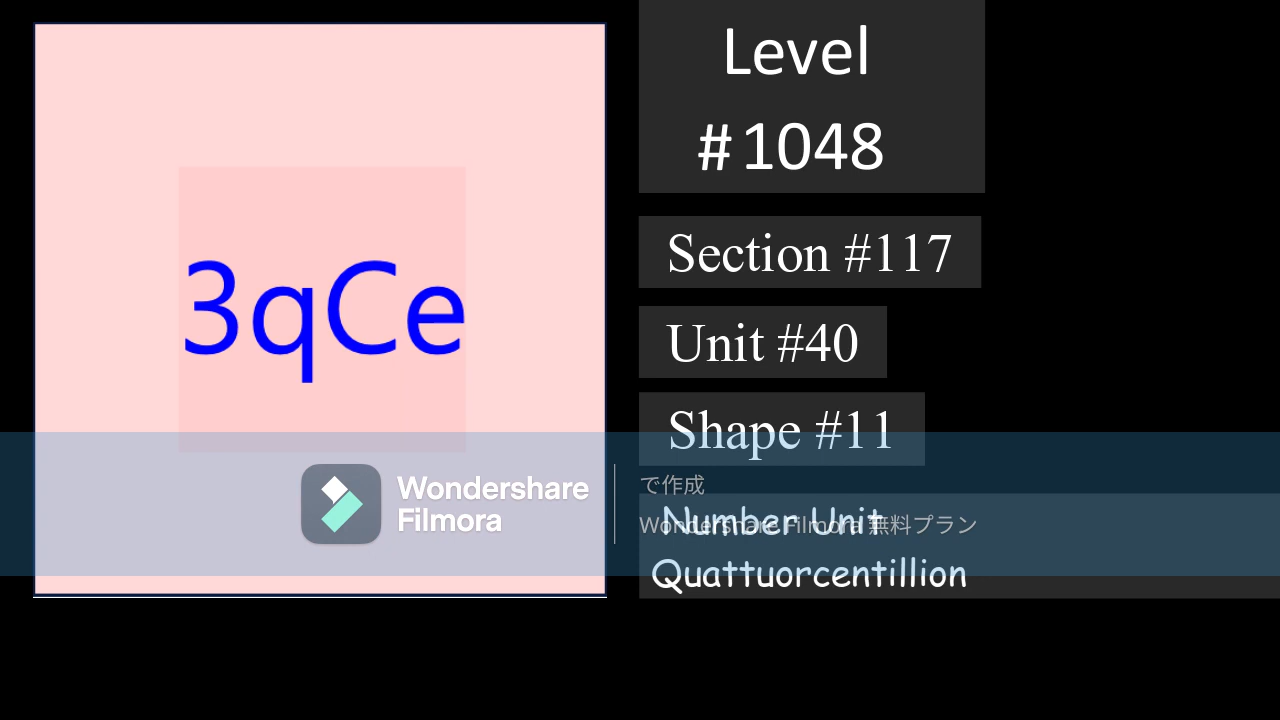 3qCe
Level
#1048
Section #117
Unit #40
Shape #11
Wondershare
Filmora
で作成
Wondershare Filmora 無料プラン
Number Unit
Quattuorcentillion